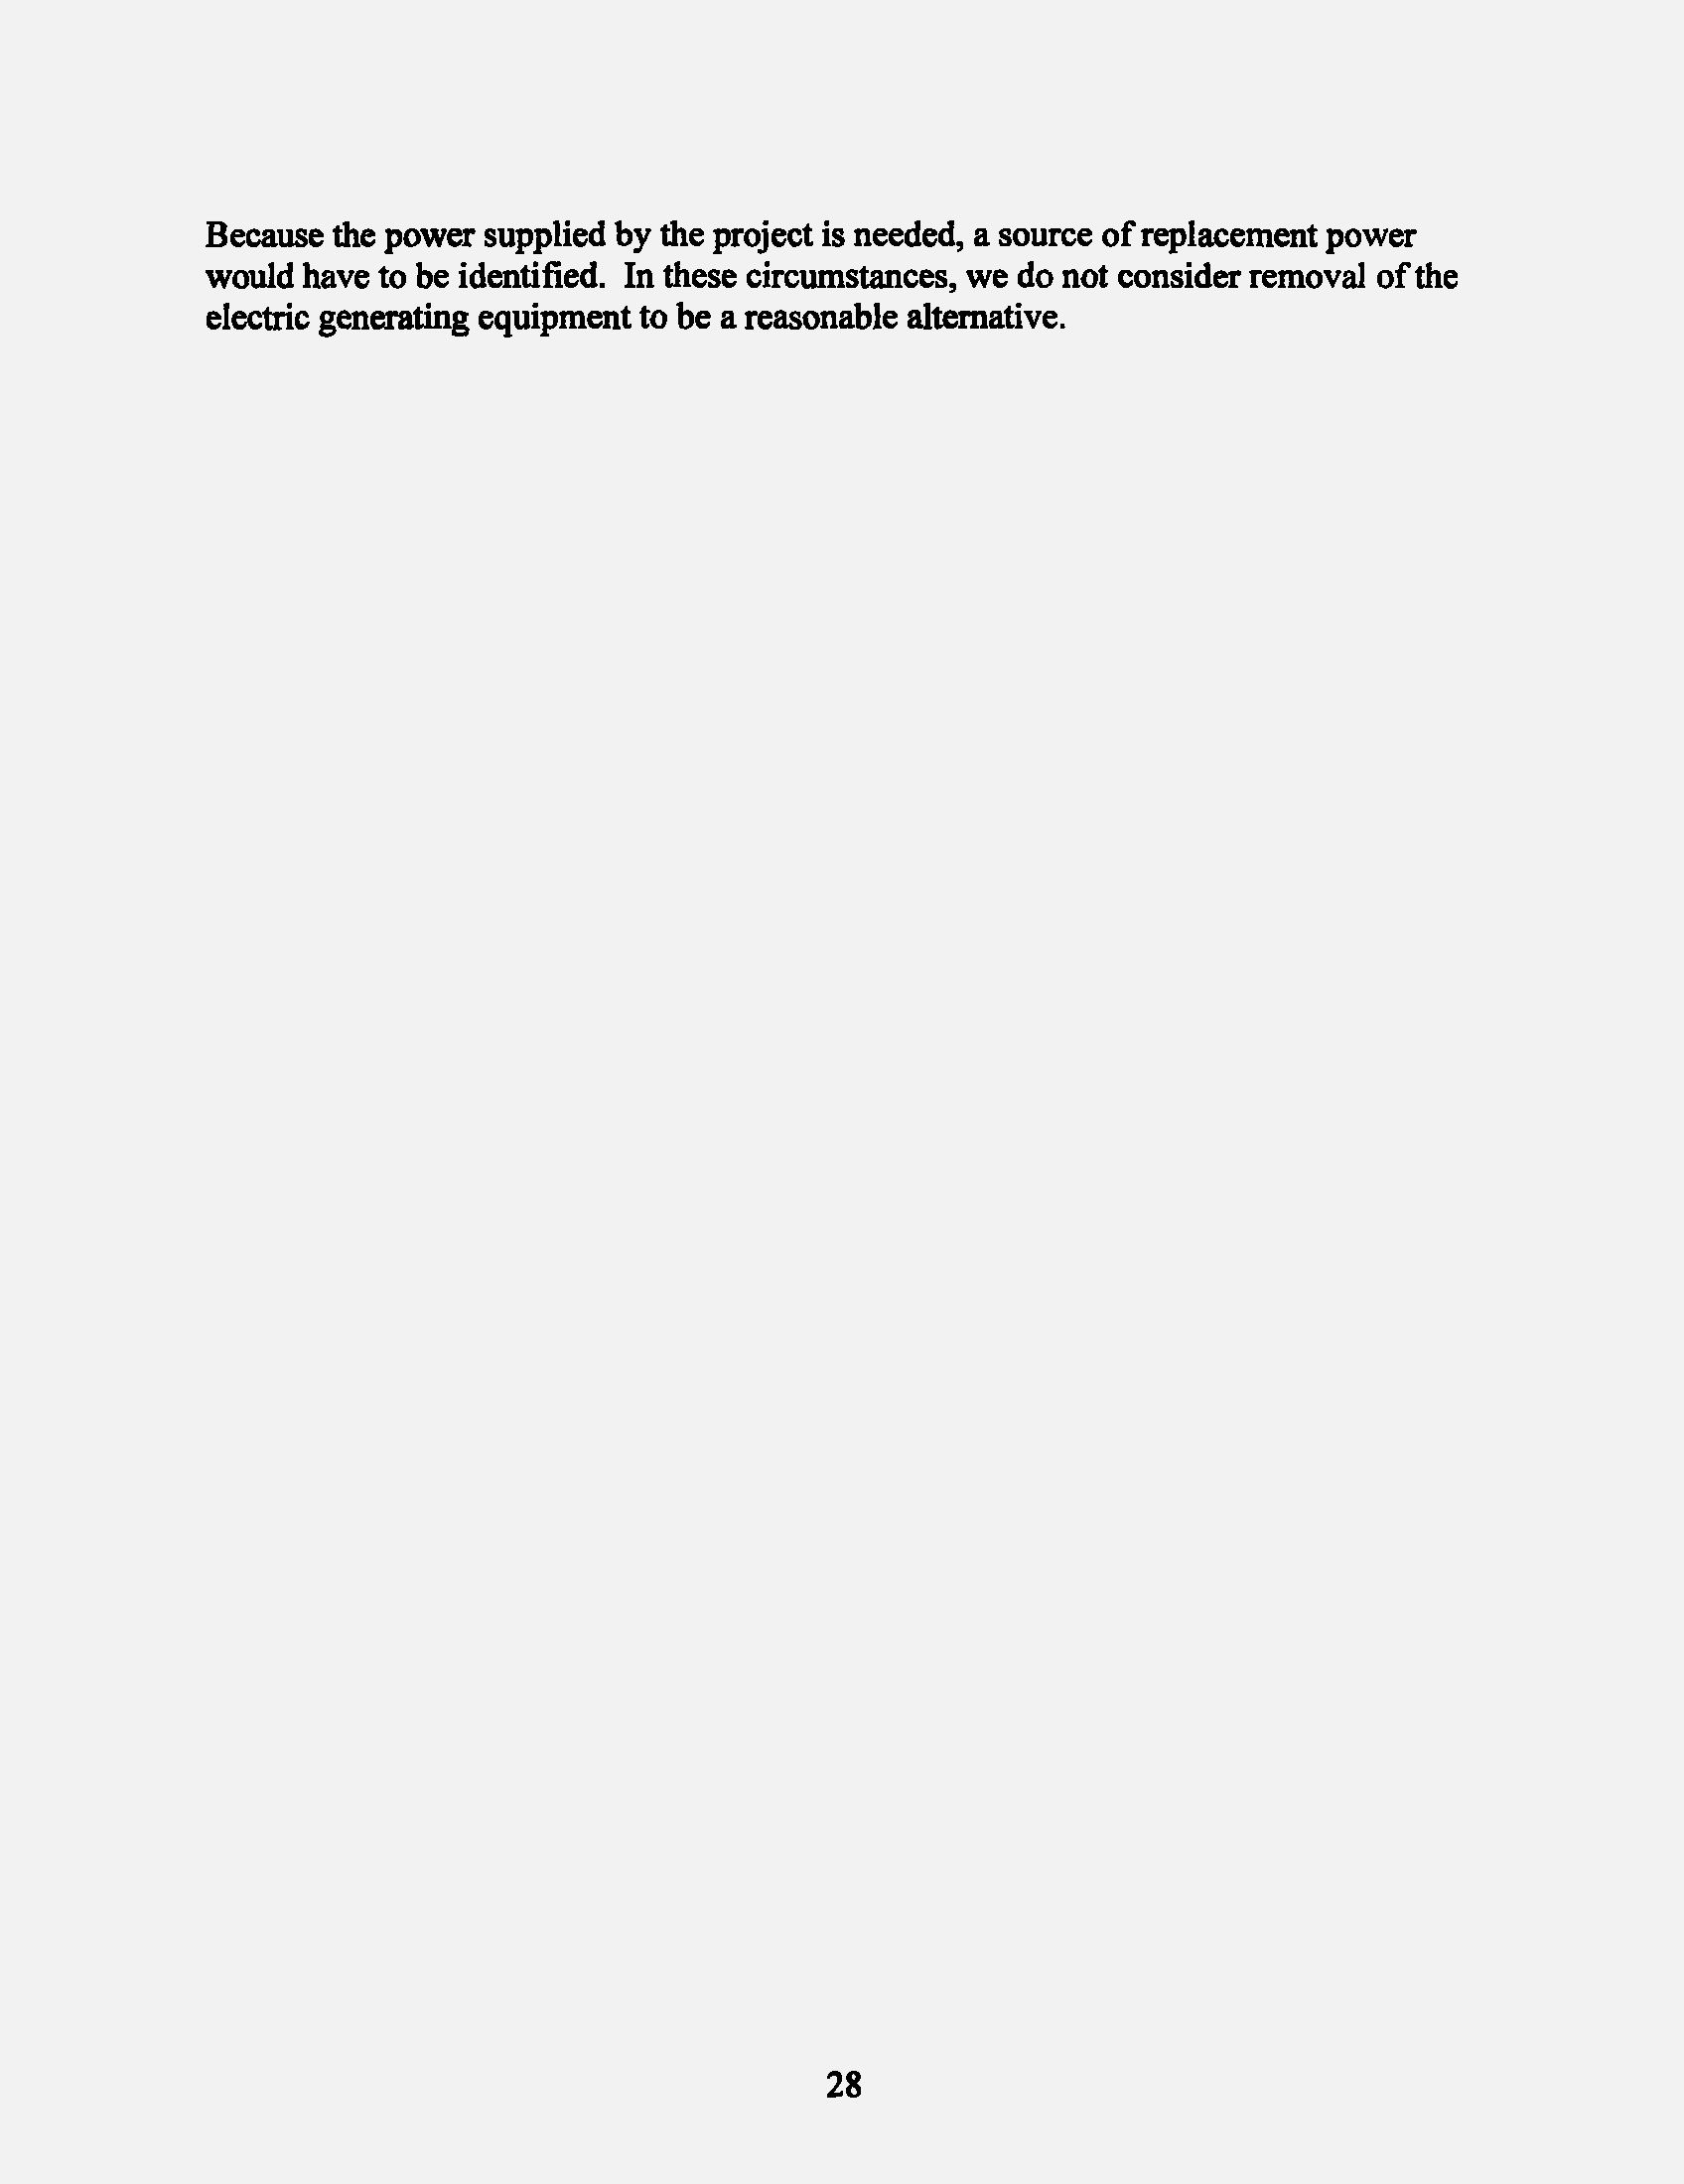 Because the power supplied by the project is needed, a source of replacement power
would have to be identified.  In these circumstances, we do not consider removal of the
electric generating equipment to be a reasonable alternative.
28